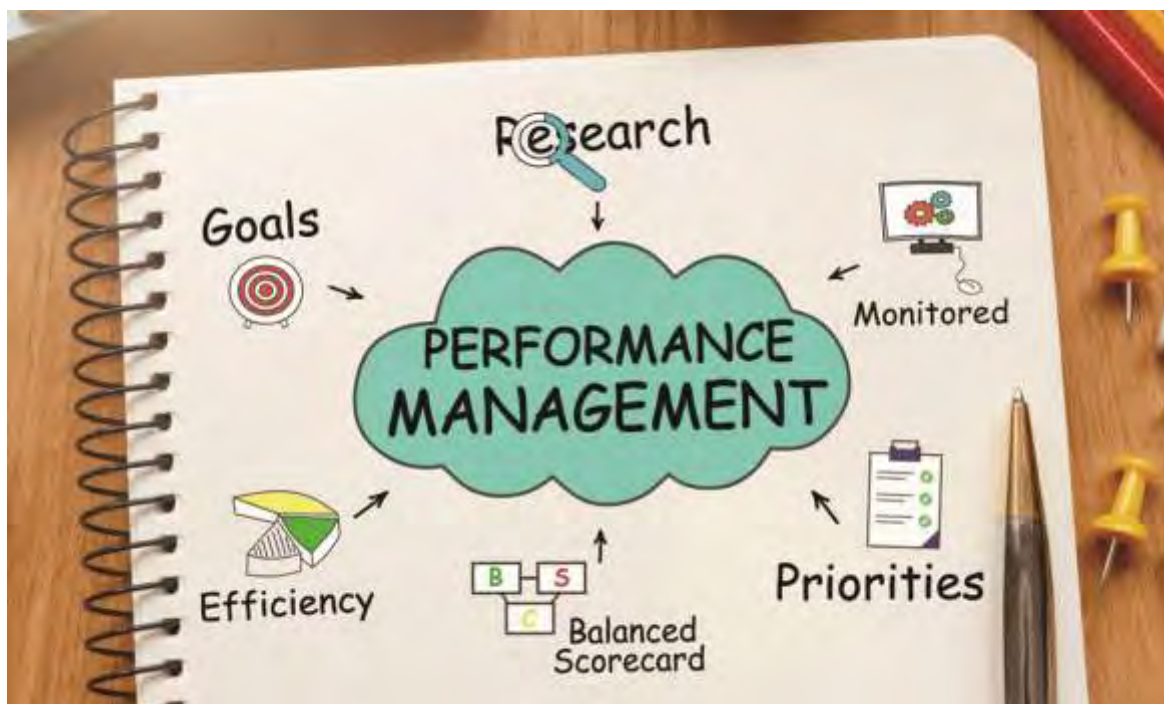 Research
Goals
Monitored
PERFORMANCE
MANAGEMENT
Efficiency
B S
C
Balanced
Scorecard
Priorities